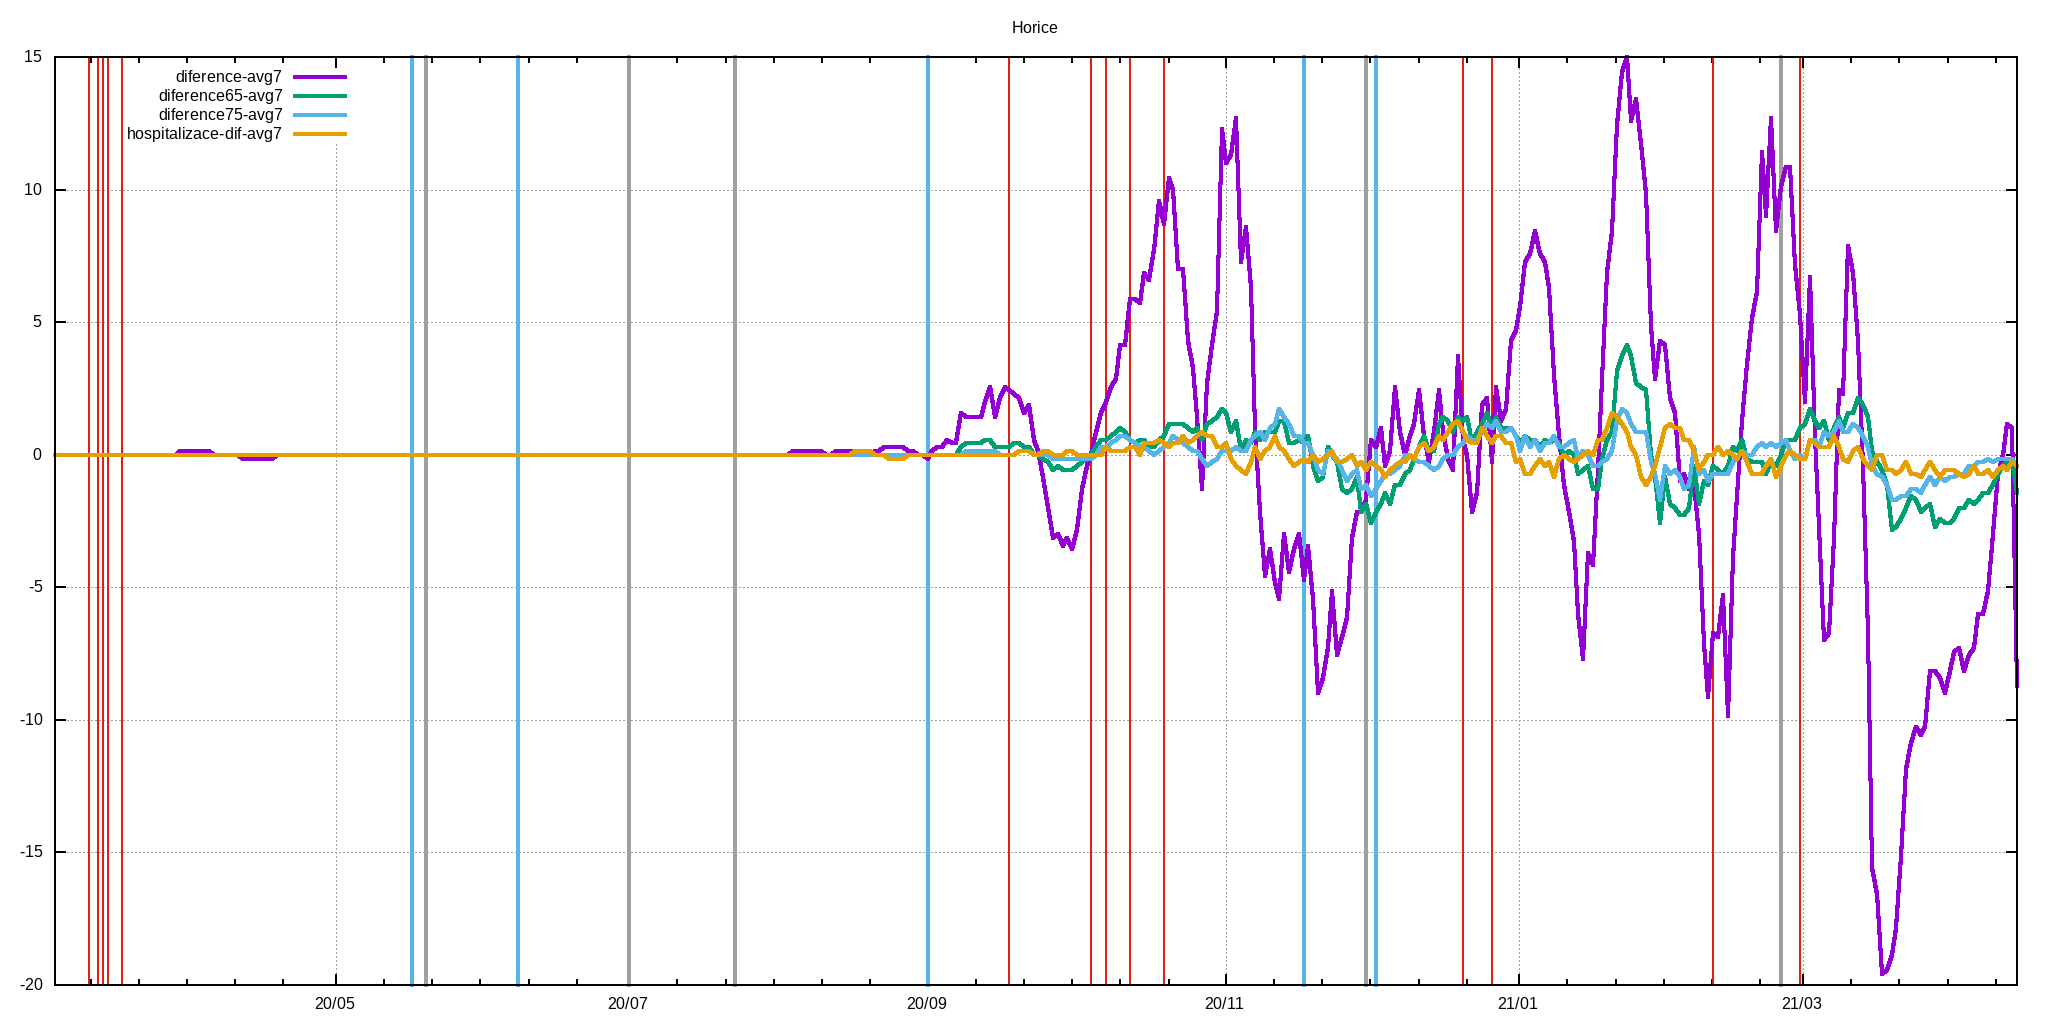 Horice
diference-avg7
diference65-avg7
diference75-avg7
hospitalizace-dif-avg7
15
10
5
0
-5
-10
-15
-20
20/05 20/07 20/09 20/11 21/01 21/03